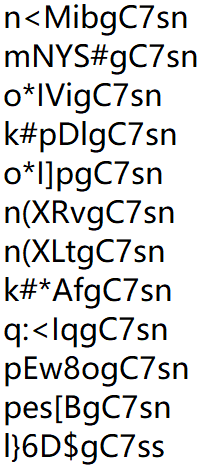 n<MibgC7sn
mNYS#gC7sn
o*IVigC7sn
k#pDlgC7sn
o*I]pgC7sn
n(XRvgC7sn
n(XLtgC7sn
k#*AfgC7sn
q:<IqgC7sn
pEw8ogC7sn
pes[BgC7sn
l}6D$gC7ss